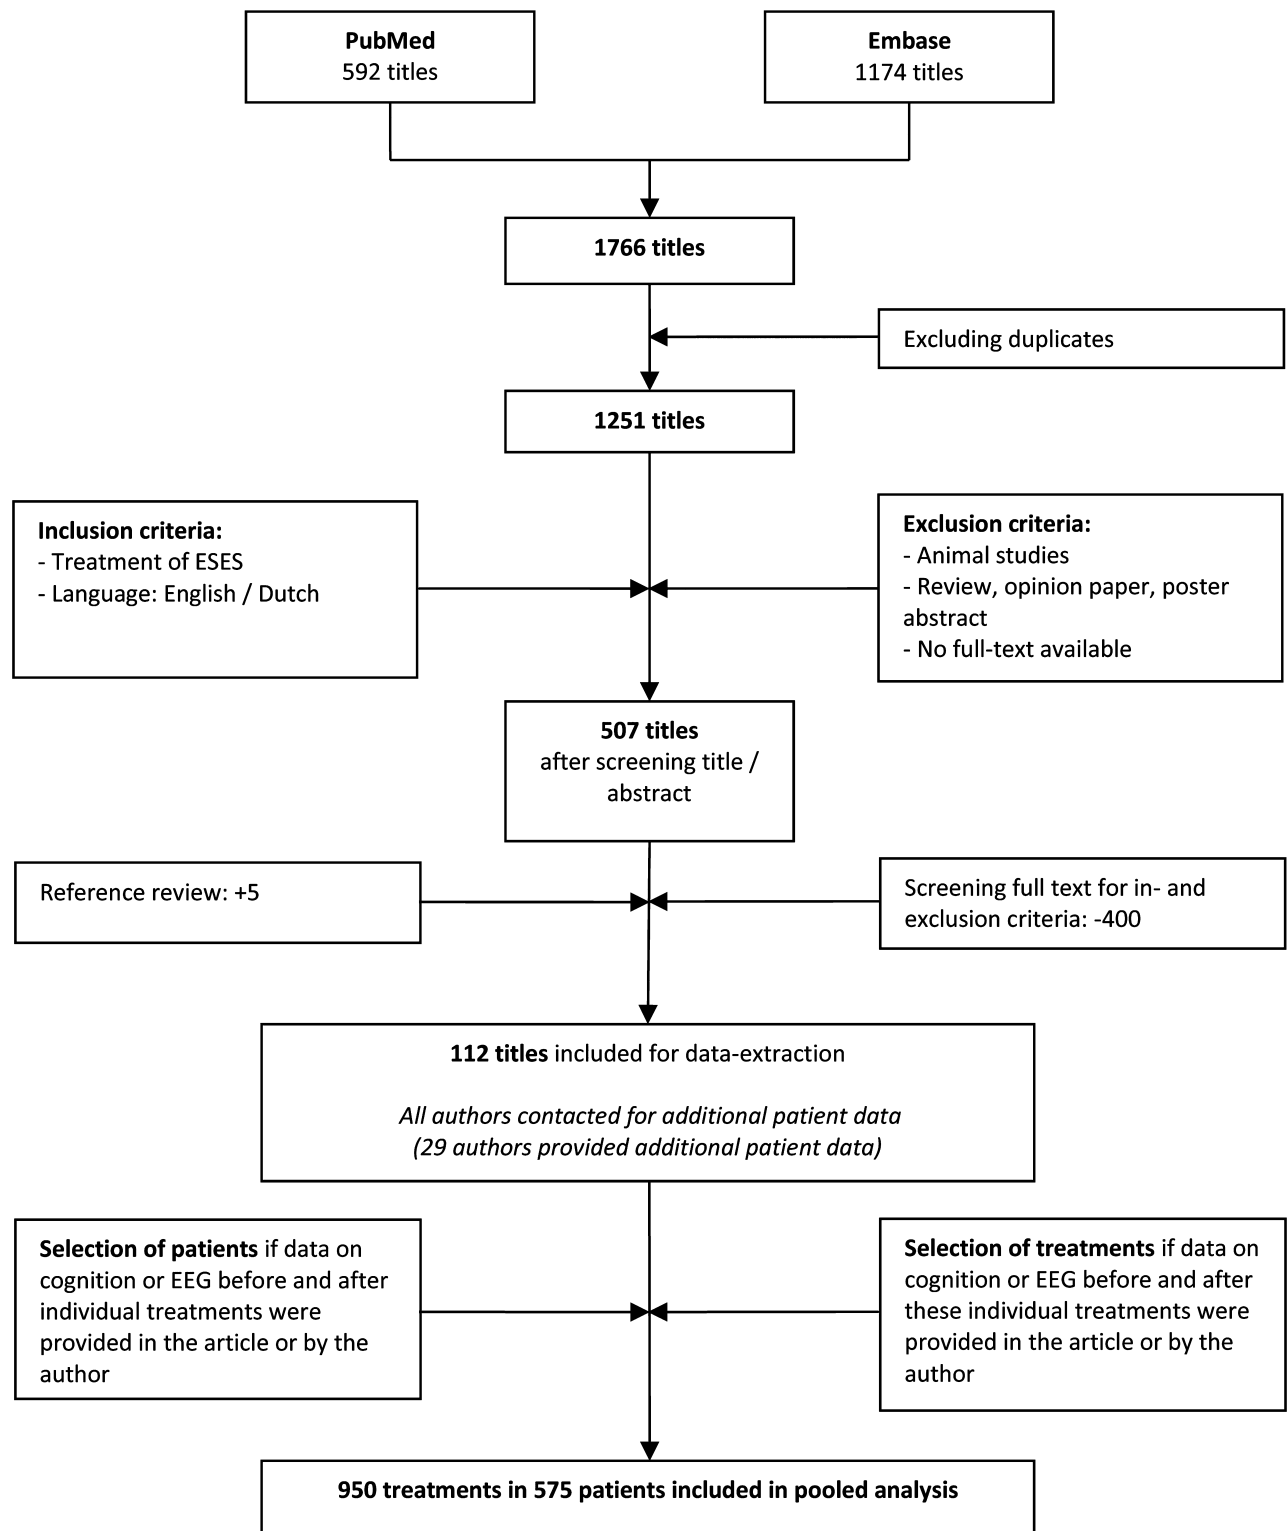 PubMed
592 titles
Embase
1174 titles
1766 titles
Excluding duplicates
1251 titles
Inclusion criteria:
- Treatment of ESES
- Language: English / Dutch
Exclusion criteria:
- Animal studies
- Review, opinion paper, poster
abstract
- No full-text available
507 titles
after screening title /
abstract
Reference review: +5
Screening full text for in- and
exclusion criteria: -400
112 titles included for data-extraction
All authors contacted for additional patient data
(29 authors provided additional patient data)
Selection of patients if data on
cognition or EEG before and after
individual treatments were
provided in the article or by the
author
Selection of treatments if data on
cognition or EEG before and after
these individual treatments were
provided in the article or by the
author
950 treatments in 575 patients included in pooled analysis